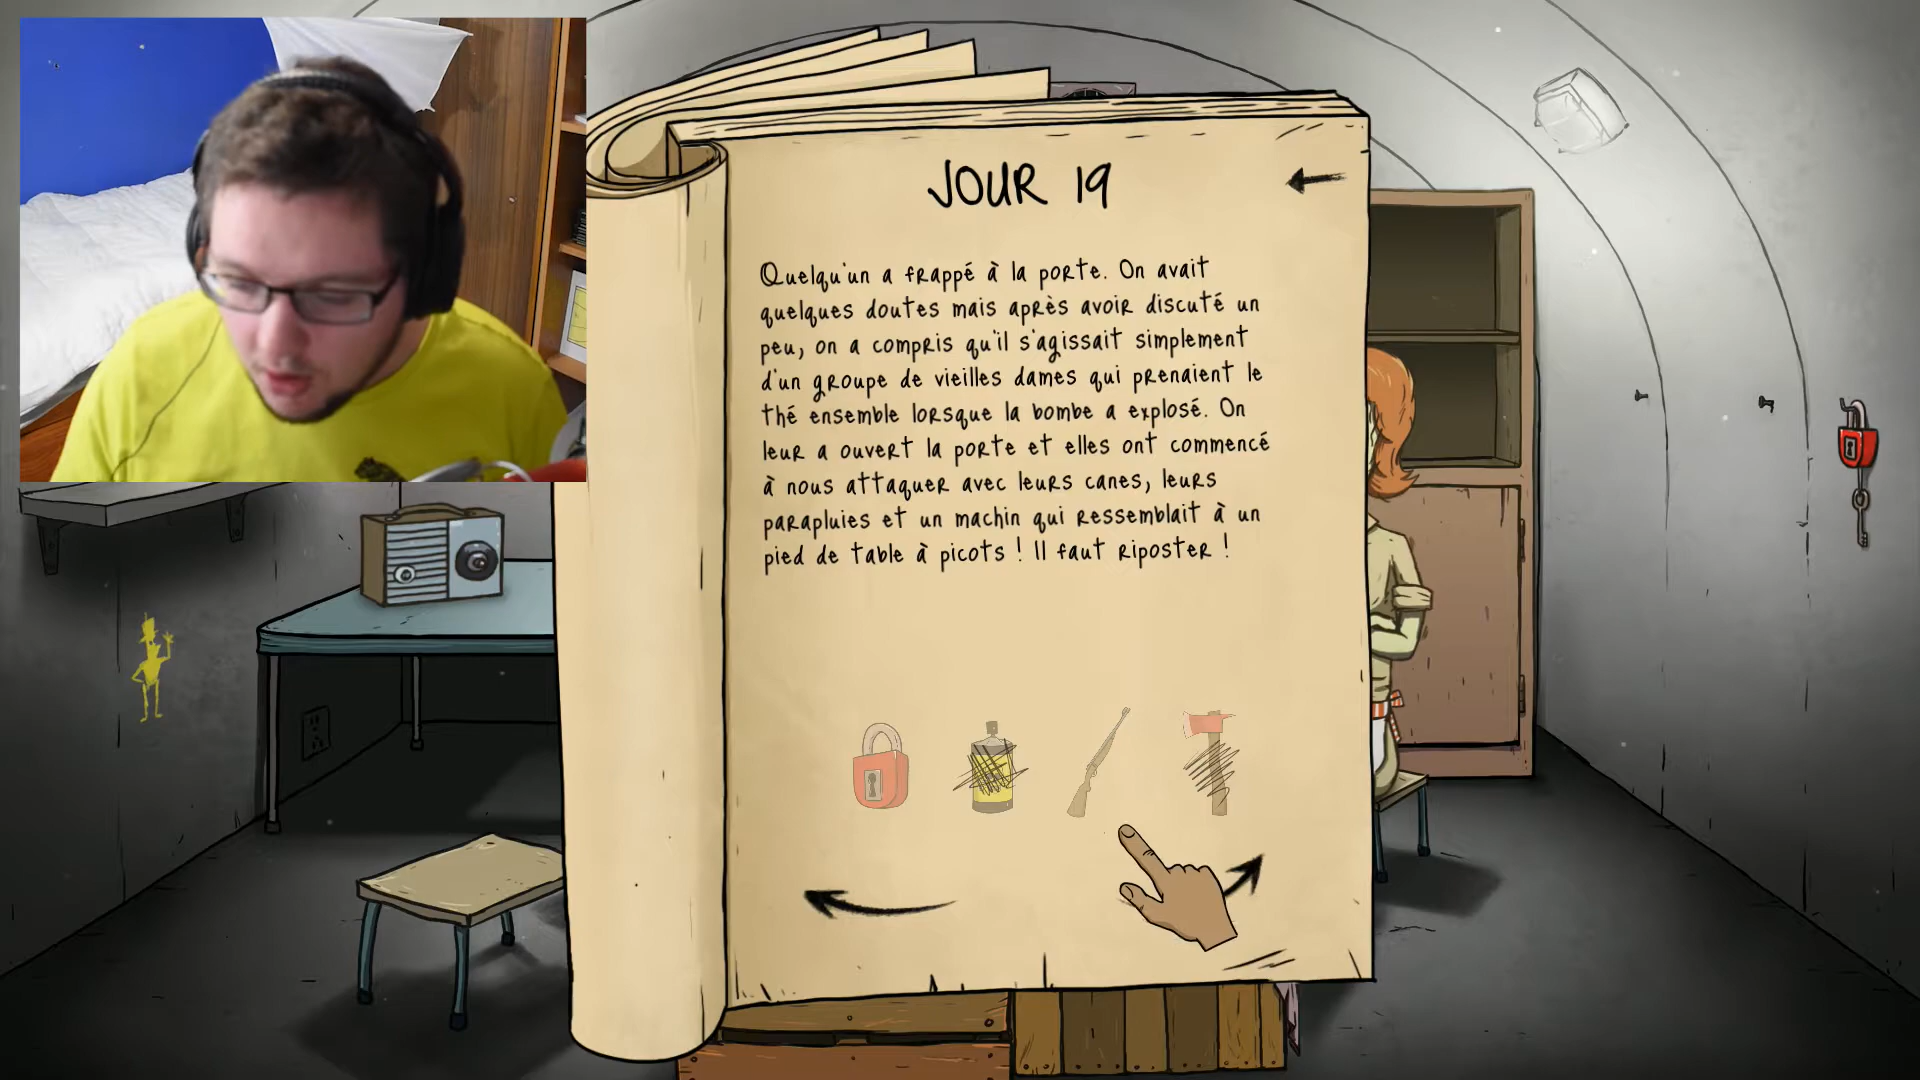 JOUR 19
Quelqu'un a frappé à la porte. On avait
quelques doutes mais après avoir discuté un
peu, on a compris qu'il s'agissait simplement
d'un groupe de vieilles dames qui prenaient le
thé ensemble lorsque la bombe a explosé. On
leur a ouvert la porte et elles ont commencé
à nous attaquer avec leurs canes, leurs
parapluies et un machin qui ressemblait à un
pied de table à picots ! Il faut riposter !